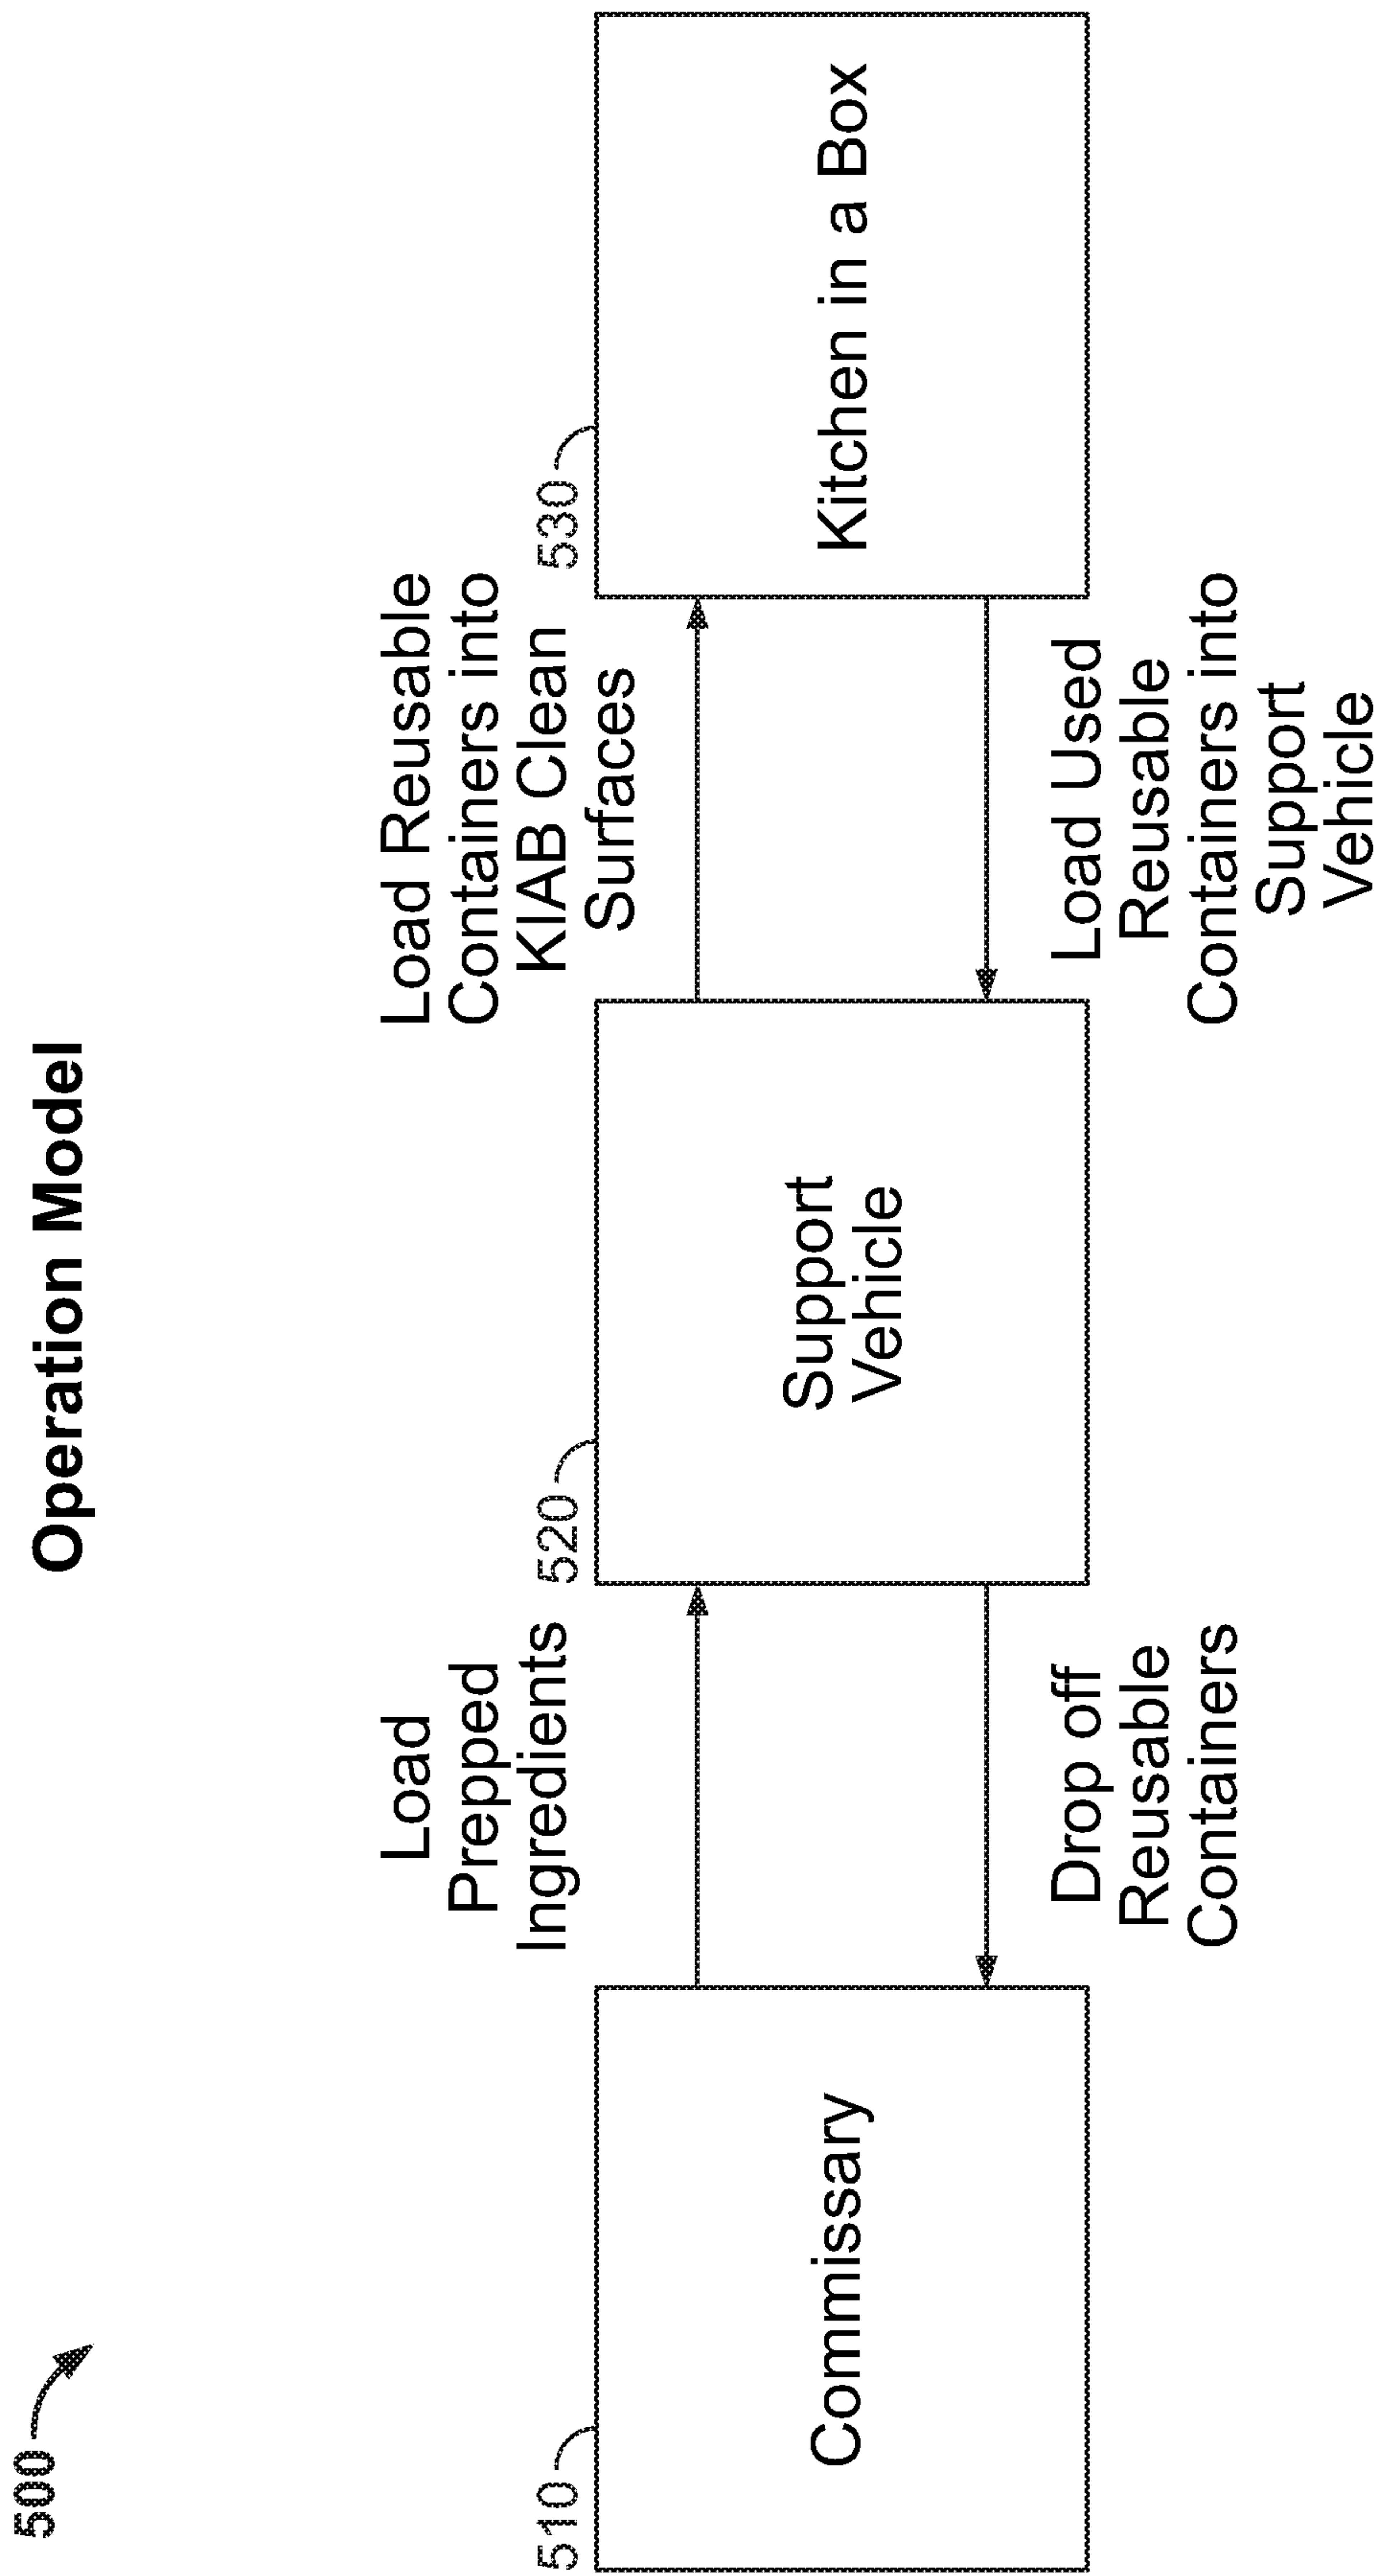 500
Operation Model
Load
Prepped
Ingredients
Load Reusable
Containers into
KIAB Clean
Surfaces
510
520
530
Commissary
Support
Vehicle
Kitchen in a Box
Drop off
Reusable
Containers
Load Used
Reusable
Containers into
Support
Vehicle